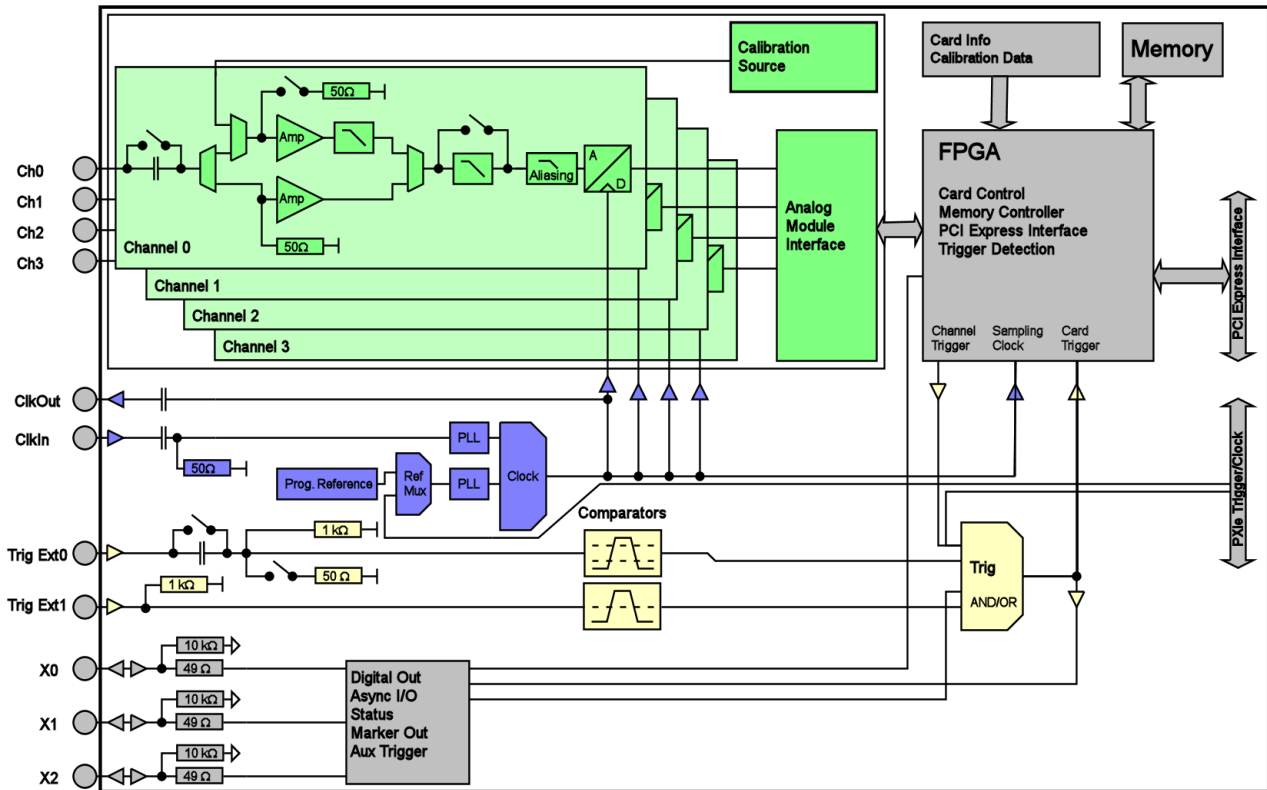 Calibration
Source
Card Info
Calibration Data
Memory
50Ω
Amp
Ch0
Ch1
Ch2
Ch3
Amp
50Ω
Aliasing
A
D
Channel 0
Channel 1
Channel 2
Channel 3
Analog
Module
Interface
FPGA
Card Control
Memory Controller
PCI Express Interface
Trigger Detection
Channel
Trigger
Sampling
Clock
Card
Trigger
PCI Express Interface
PXIe Trigger/Clock
ClkOut
ClkIn
50Ω
PLL
Prog. Reference
Ref
Mux
PLL
Clock
Comparators
Trig Ext0
1 kΩ
50 Ω
Trig Ext1
1 kΩ
Trig
AND/OR
X0
10 kΩ
49 Ω
X1
10 kΩ
49 Ω
X2
10 kΩ
49 Ω
Digital Out
Async I/O
Status
Marker Out
Aux Trigger